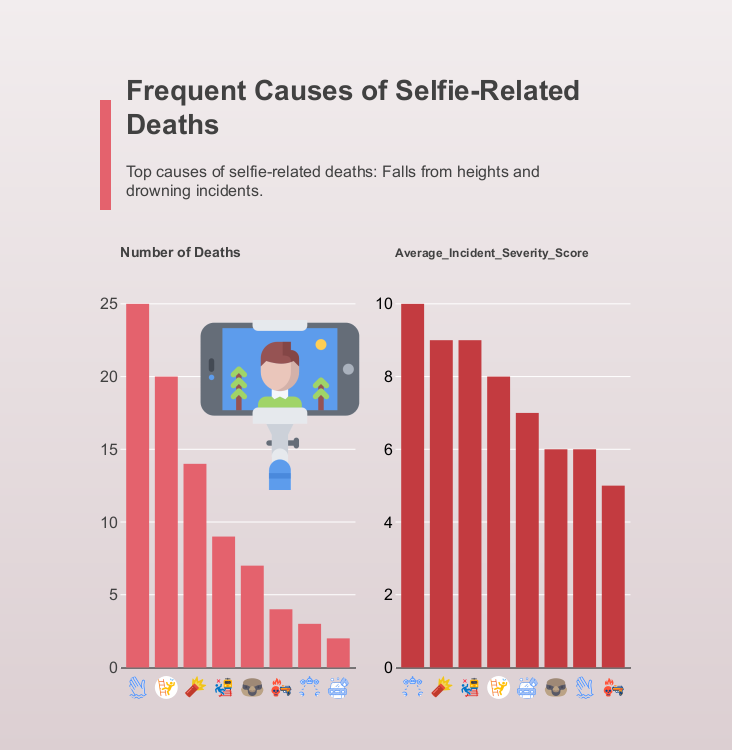 Frequent Causes of Selfie-Related
Deaths
Top causes of selfie-related deaths: Falls from heights and
drowning incidents.
Number of Deaths
25
20
15
10
5
0
Average_Incident_Severity_Score
10
8
6
4
2
0